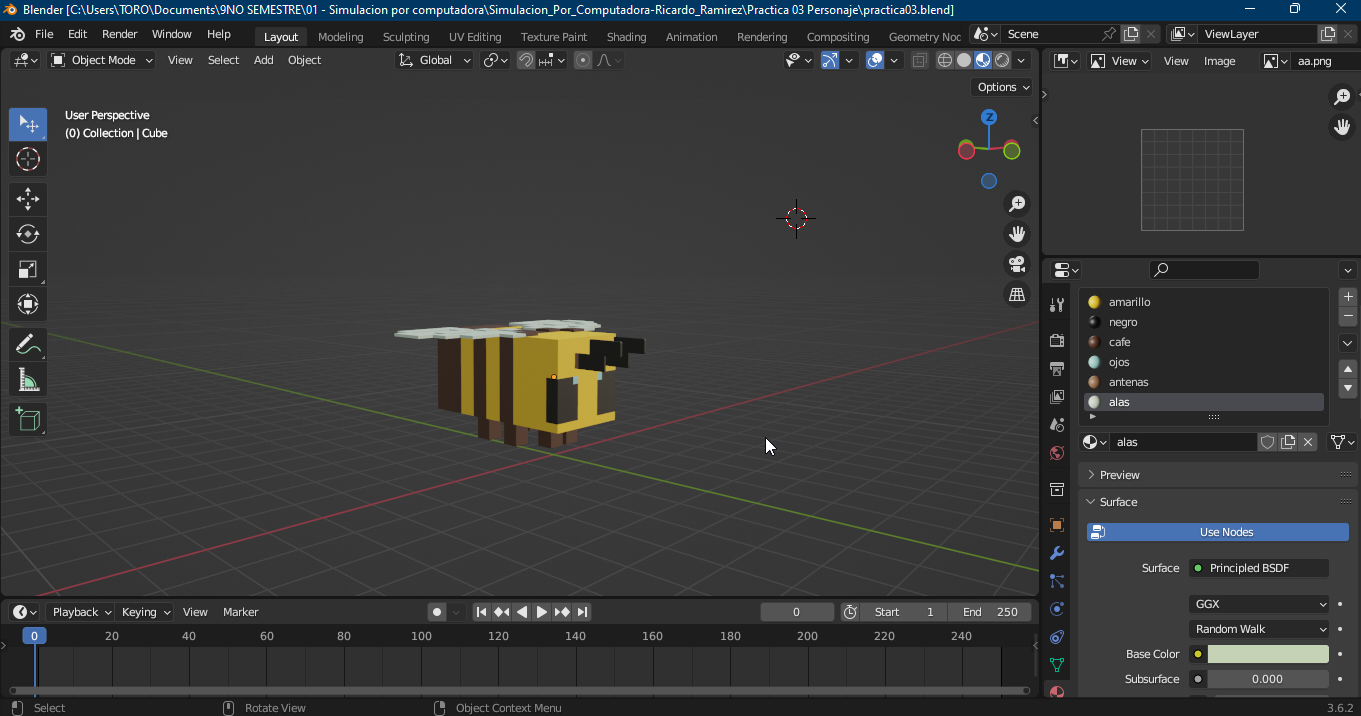 Blender [C:\Users\TORO\Documents\9NO SEMESTRE\01 - Simulacion por computadora\Simulacion_Por_Computadora-Ricardo_Ramirez\Practica 03 Personaje\practica03.blend]
File Edit Render Window Help Layout Modeling Sculpting UV Editing Texture Paint Shading Animation Rendering Compositing Geometry Noc Scene ViewLayer
Object Mode View Select Add Object Global View View Image aa.png
Options
User Perspective
(0) Collection | Cube
Z
amarillo
negro
cafe
ojos
antenas
alas
alas
Preview
Surface
Use Nodes
Surface Principled BSDF
GGX
Random Walk
Base Color
Subsurface 0.000
Playback Keying View Marker 0 Start 1 End 250
0 20 40 60 80 100 120 140 160 180 200 220 240
Select Rotate View Object Context Menu 3.6.2